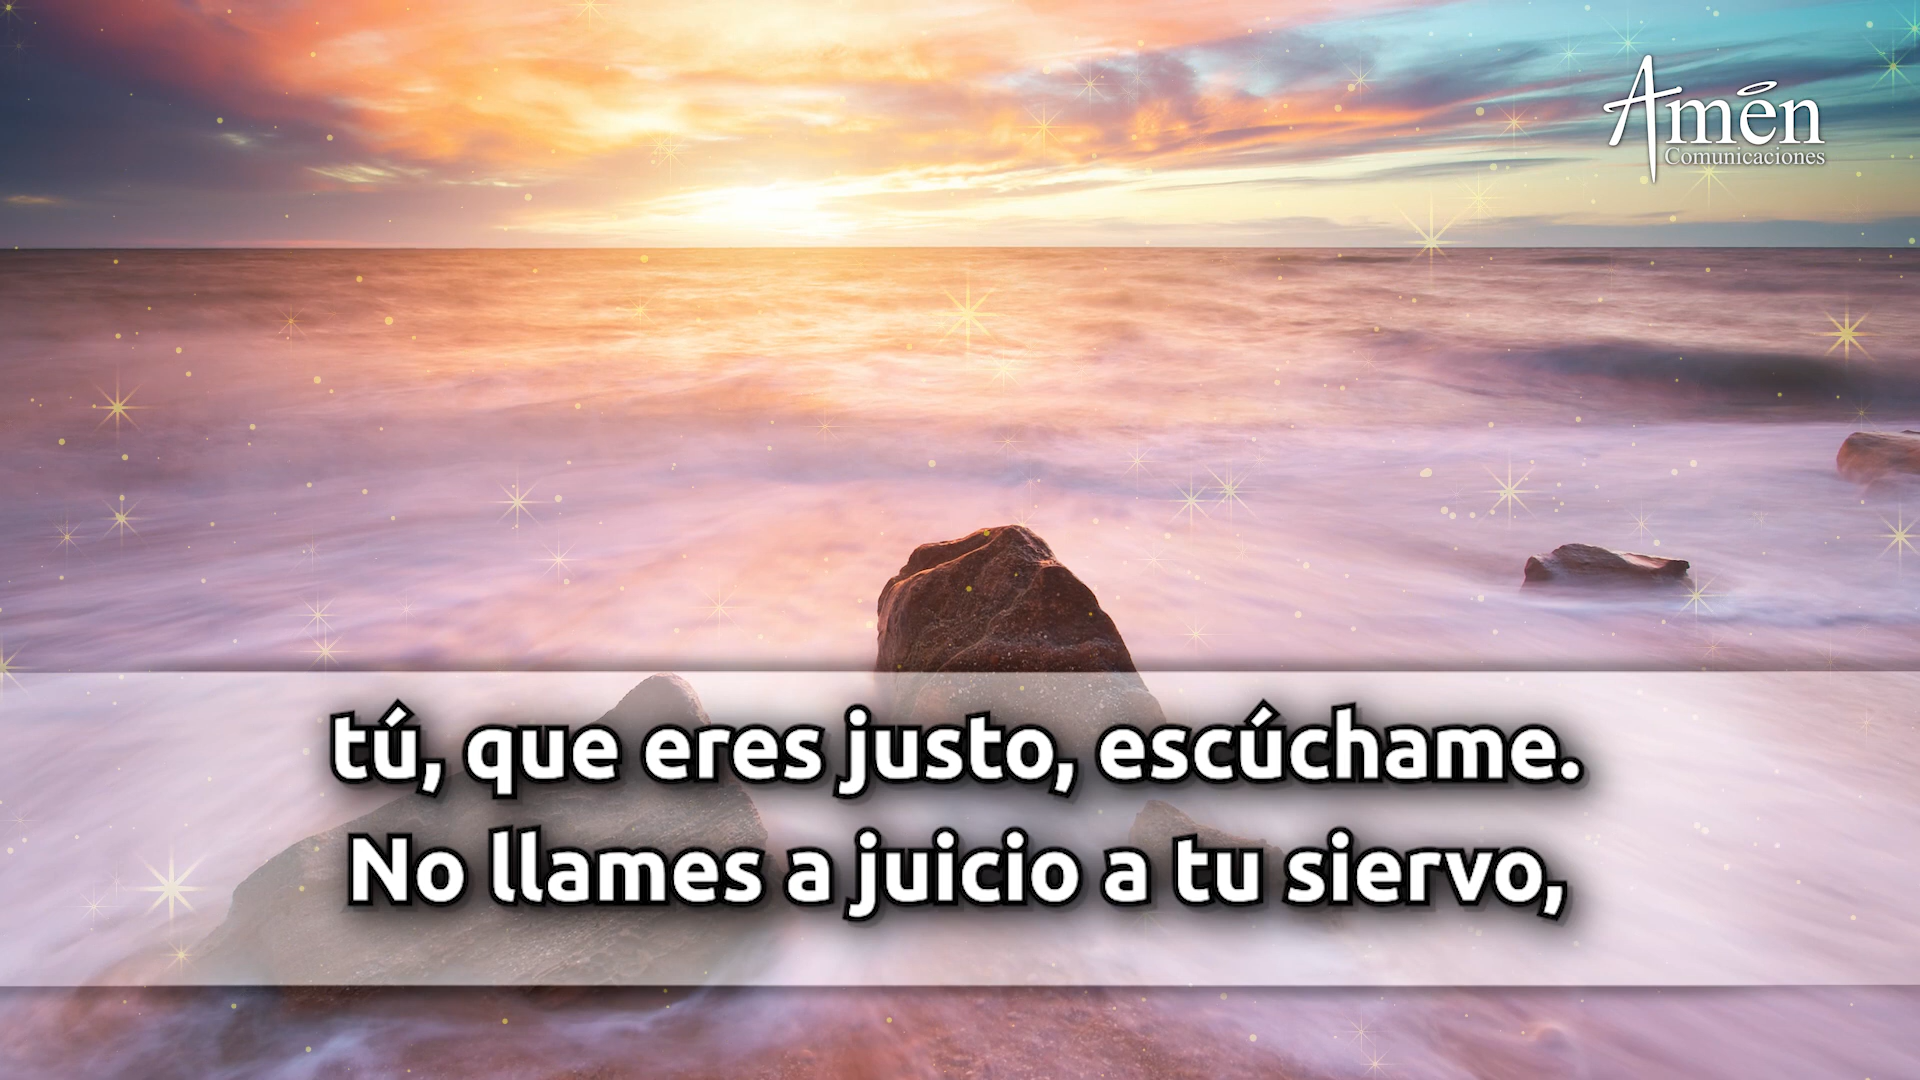 Amén
Comunicaciones
tú, que eres justo, escúchame.
No llames a juicio a tu siervo,